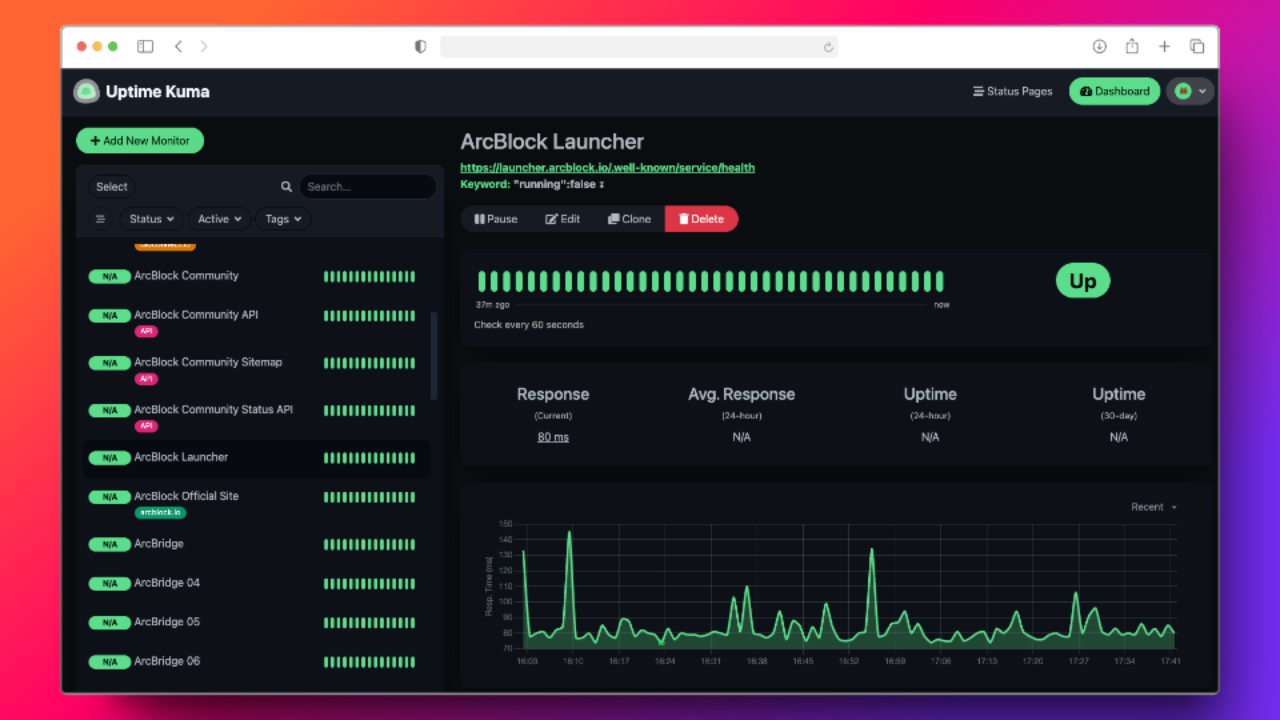 Uptime Kuma
Status Pages
Dashboard
+ Add New Monitor
Select
Search...
Status
Active
Tags
N/A ArcBlock Community
N/A ArcBlock Community API
API
N/A ArcBlock Community Sitemap
API
N/A ArcBlock Community Status API
API
N/A ArcBlock Launcher
N/A ArcBlock Official Site
arcblock.io
N/A ArcBridge
N/A ArcBridge 04
N/A ArcBridge 05
N/A ArcBridge 06
ArcBlock Launcher
https://launcher.arcblock.io/.well-known/service/health
Keyword: "running":false
Pause
Edit
Clone
Delete
37m ago
now
Check every 60 seconds
Up
Response
(Current)
80 ms
Avg. Response
(24-hour)
N/A
Uptime
(24-hour)
N/A
Uptime
(30-day)
N/A
Recent
Resp. Time (ms)
150
140
130
120
110
100
90
80
70
16:03 16:10 16:17 16:24 16:31 16:38 16:45 16:52 16:59 17:06 17:13 17:20 17:27 17:34 17:41